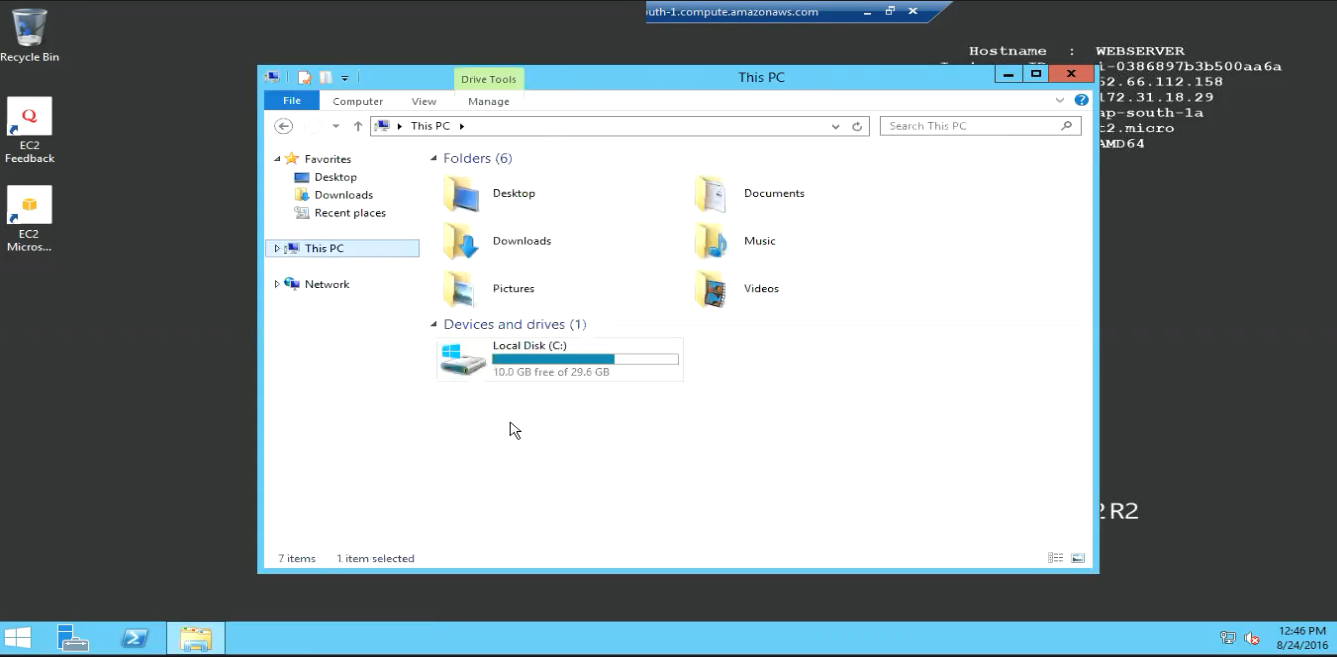 uth-1.compute.amazonaws.com
Recycle Bin
EC2
Feedback
EC2
Micros...
Hostname : WEBSERVER
i-0386897b3b500aa6a
52.66.112.158
172.31.18.29
ap-south-1a
t2.micro
AMD64
R2
Drive Tools
This PC
File
Computer
View
Manage
This PC
Search This PC
Favorites
Desktop
Downloads
Recent places
This PC
Network
Folders (6)
Desktop
Documents
Downloads
Music
Pictures
Videos
Devices and drives (1)
Local Disk (C:)
10.0 GB free of 29.6 GB
7 items
1 item selected
12:46 PM
8/24/2016